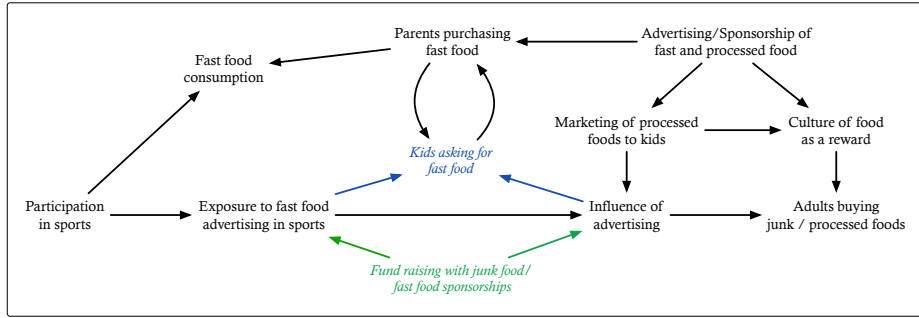 Parents purchasing
fast food
Advertising/Sponsorship of
fast and processed food
Fast food
consumption
Marketing of processed
foods to kids
Culture of food
as a reward
Kids asking for
fast food
Participation
in sports
Exposure to fast food
advertising in sports
Influence of
advertising
Adults buying
junk / processed foods
Fund raising with junk food/
fast food sponsorships